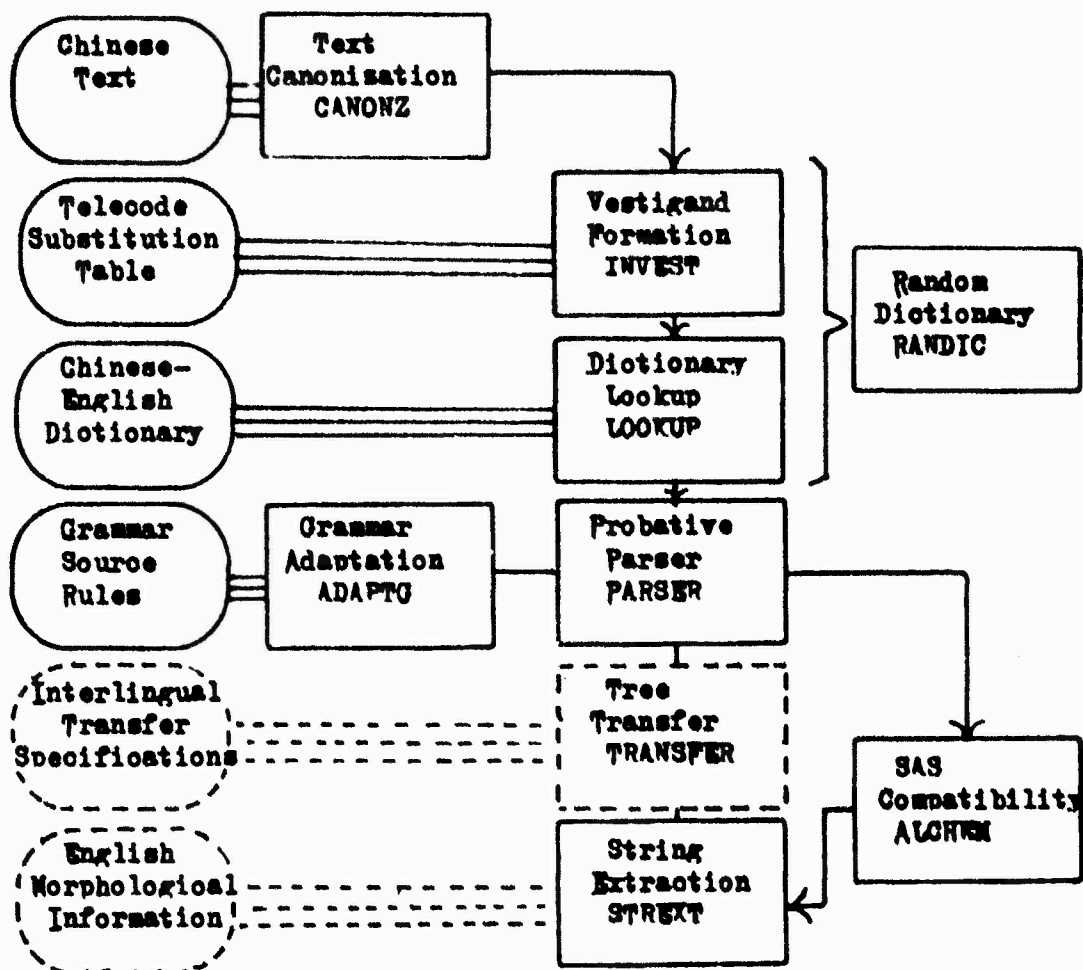 Chinese
Text
Text
Canonization
CANONZ
Telecode
Substitution
Table
Vestigand
Formation
INVEST
Random
Dictionary
RANDIC
Chinese-
English
Dictionary
Dictionary
Lookup
LOOKUP
Grammar
Source
Rules
Grammar
Adaptation
ADAPTG
Probative
Parser
PARSER
Interlingual
Transfer
Specifications
Tree
Transfer
TRANSFER
SAS
Compatibility
ALCHEM
English
Morphological
Information
String
Extraction
STREXT